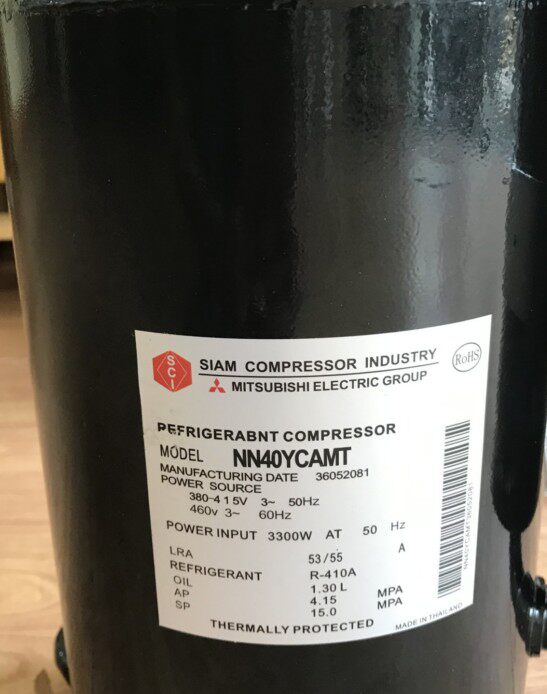 SCI
SIAM COMPRESSOR INDUSTRY
RoHS
MITSUBISHI ELECTRIC GROUP
REFRIGERABNT COMPRESSOR
MODEL NN40YCAMT
MANUFACTURING DATE 36052081
POWER SOURCE
380-415V 3~ 50Hz
460v 3~ 60Hz
POWER INPUT 3300W AT 50 Hz
LRA 53/55 A
REFRIGERANT R-410A
OIL 1.30 L
AP 4.15 MPA
SP 15.0 MPA
THERMALLY PROTECTED
MADE IN THAILAND
NN40YCAMT36052081